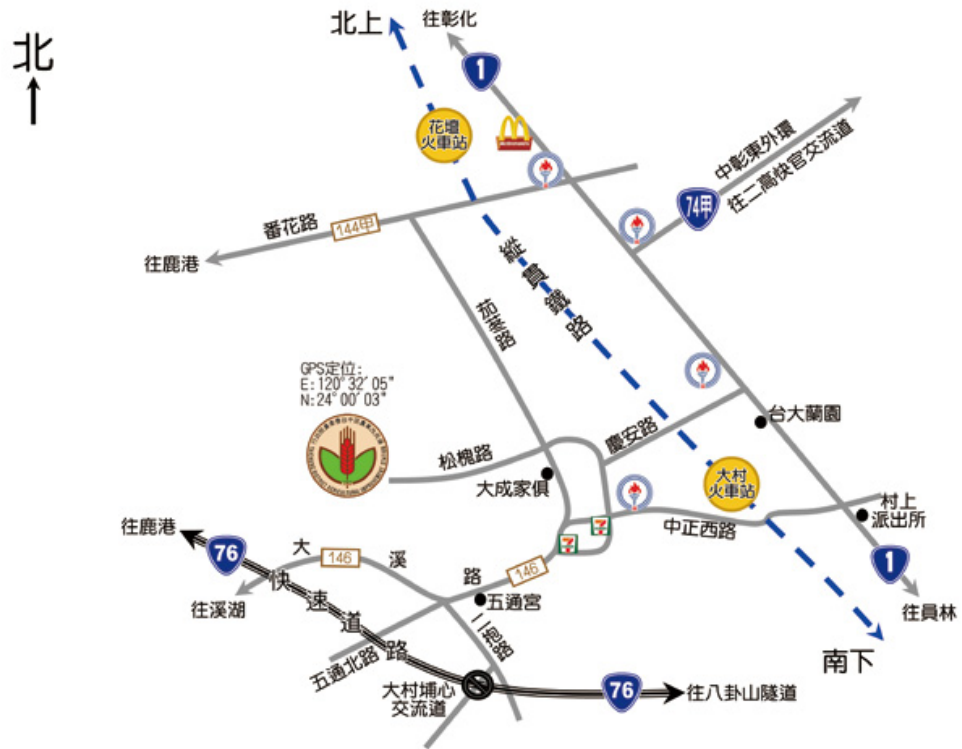 北
北上
往彰化
1
花壇
火車站
中彰東外環
往二高快官交流道
74甲
番花路
144甲
往鹿港
縱貫鐵路
茄苳路
GPS定位:
E:120°32′05"
N:24°00′03"
松槐路
慶安路
台大蘭園
大成家俱
大村
火車站
村上
派出所
中正西路
7
7
往鹿港
76
大溪路
146
146
1
往員林
往溪湖
快速道路
五通宮
二抱路
五通北路
南下
大村埔心
交流道
76
往八卦山隧道